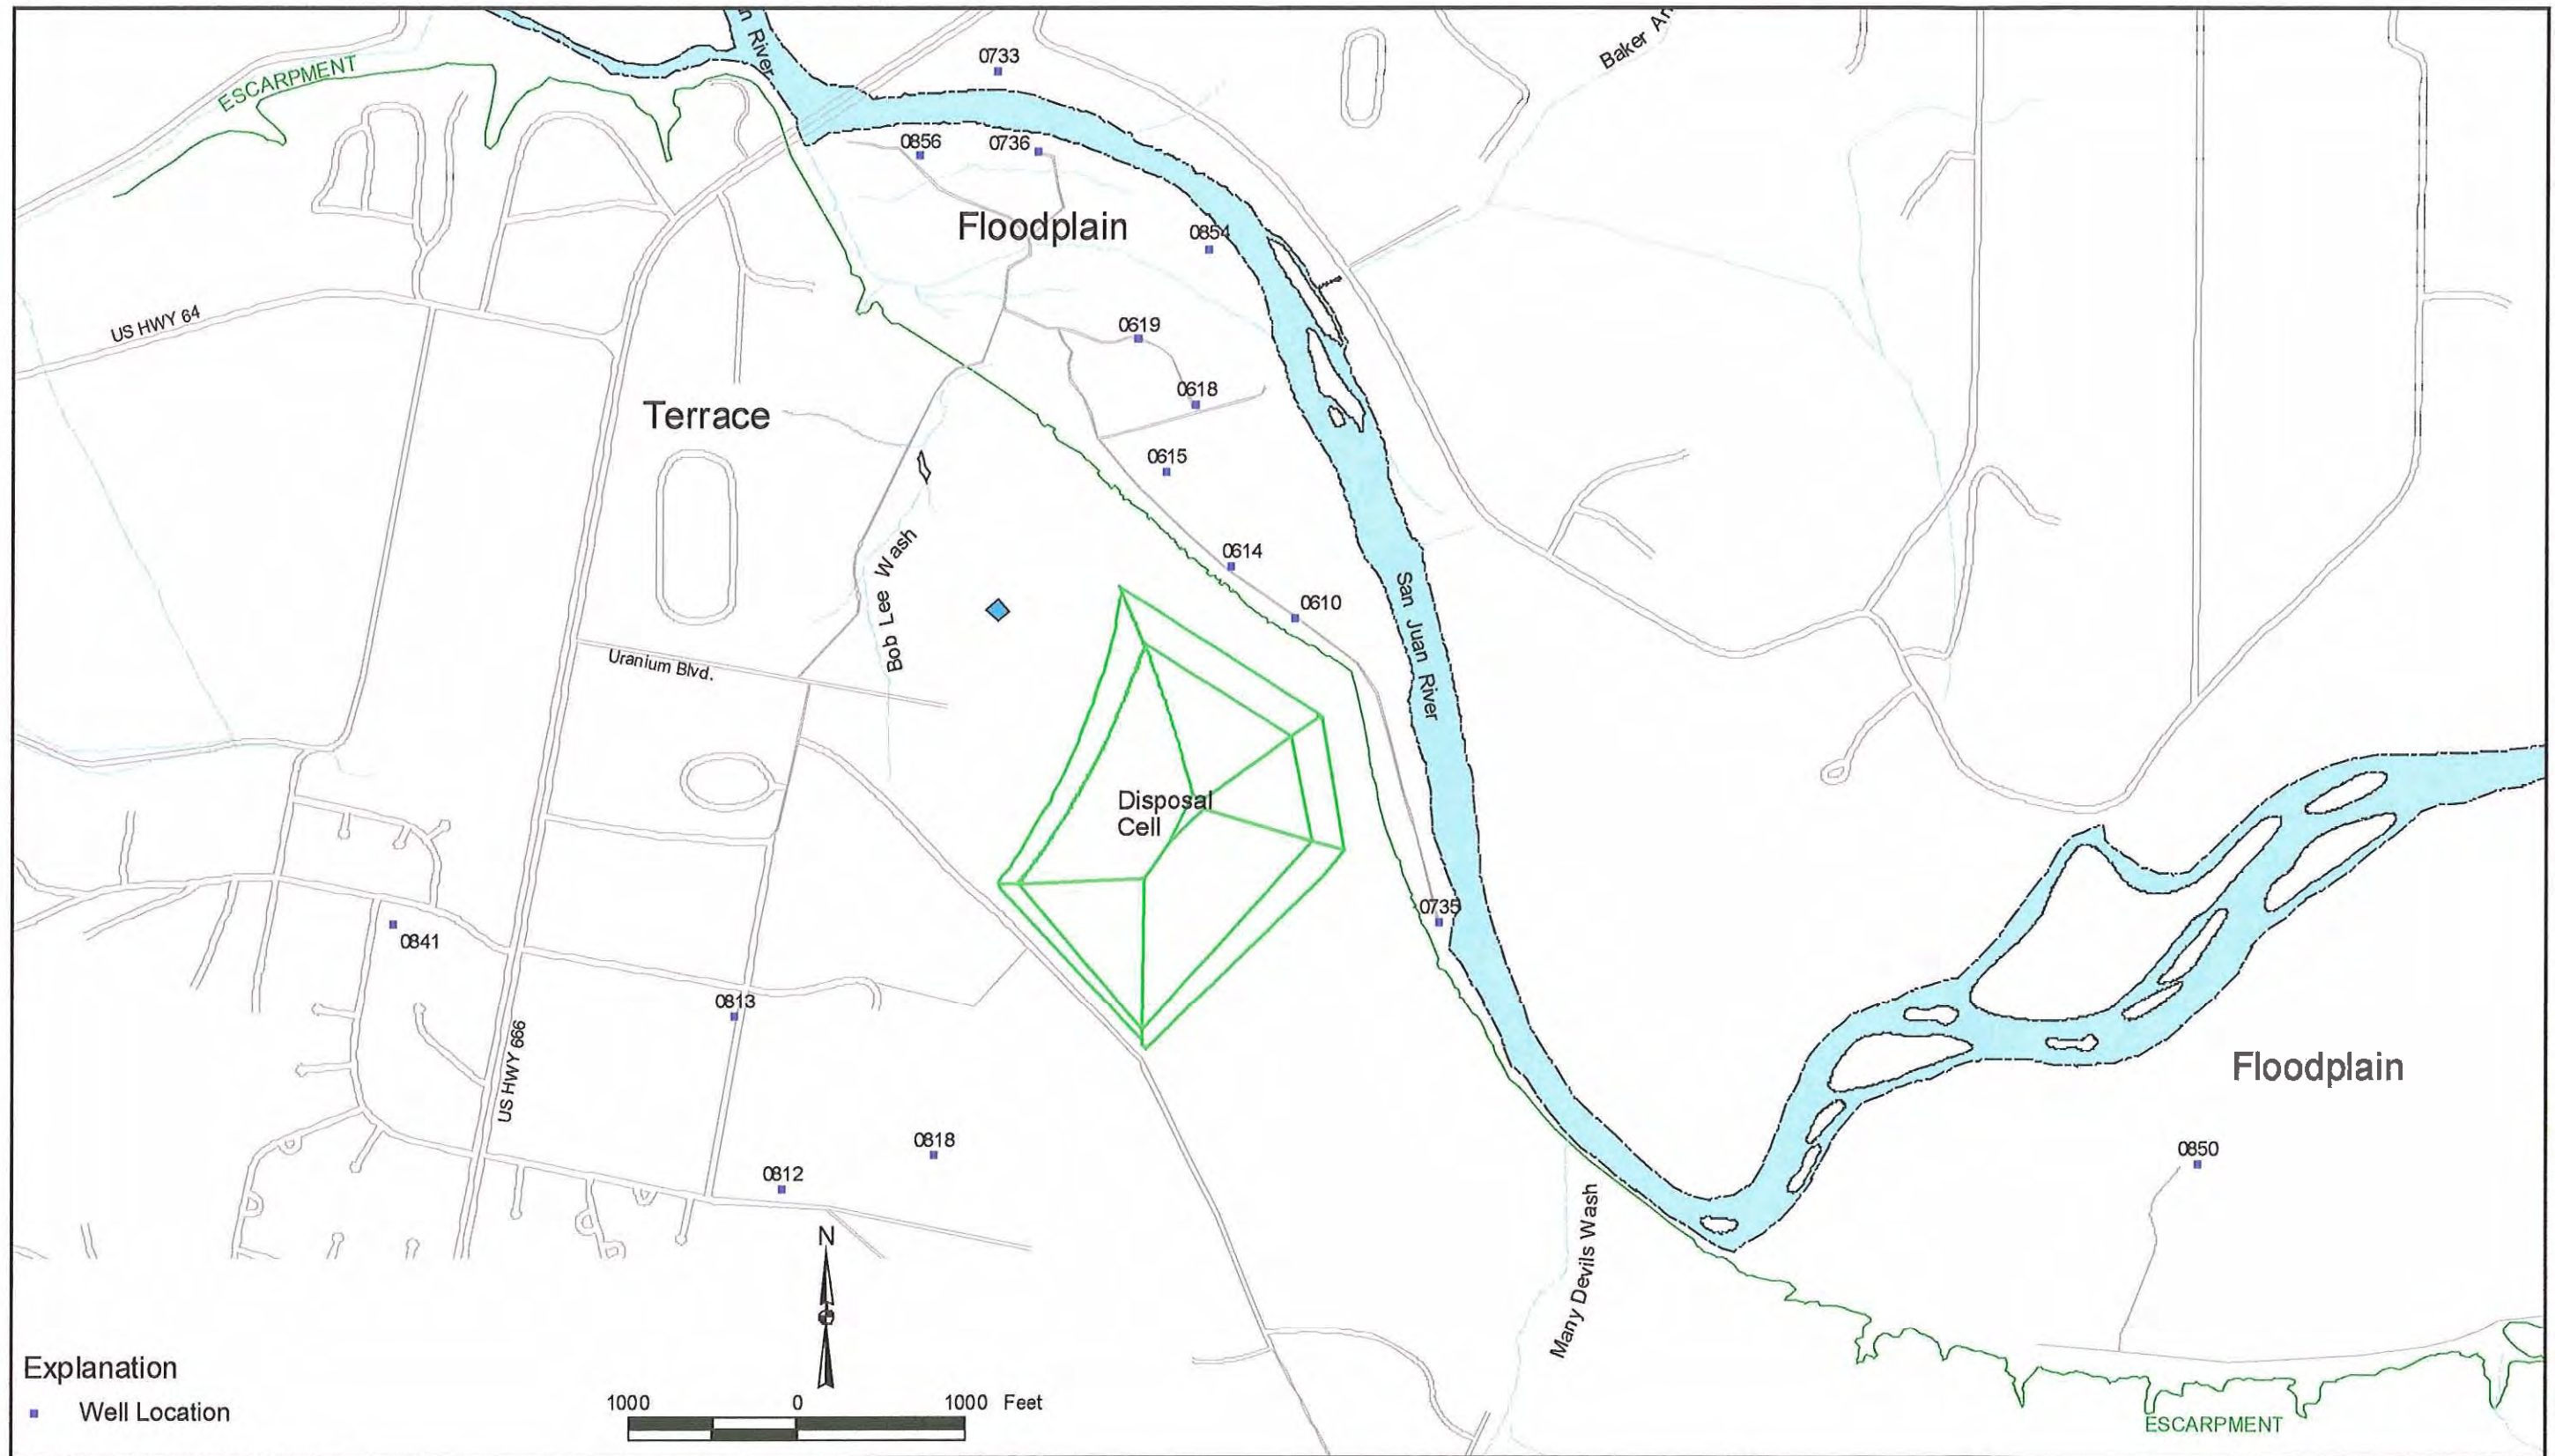 n River
Baker Ar
0733
ESCARPMENT
0856
0736
Floodplain
0854
US HWY 64
0619
0618
Terrace
0615
0614
Bob Lee Wash
0610
San Juan River
Uranium Blvd.
Disposal
Cell
0735
0841
0813
US HWY 666
Floodplain
0818
0850
0812
N
Many Devils Wash
Explanation
Well Location
1000 0 1000 Feet
ESCARPMENT